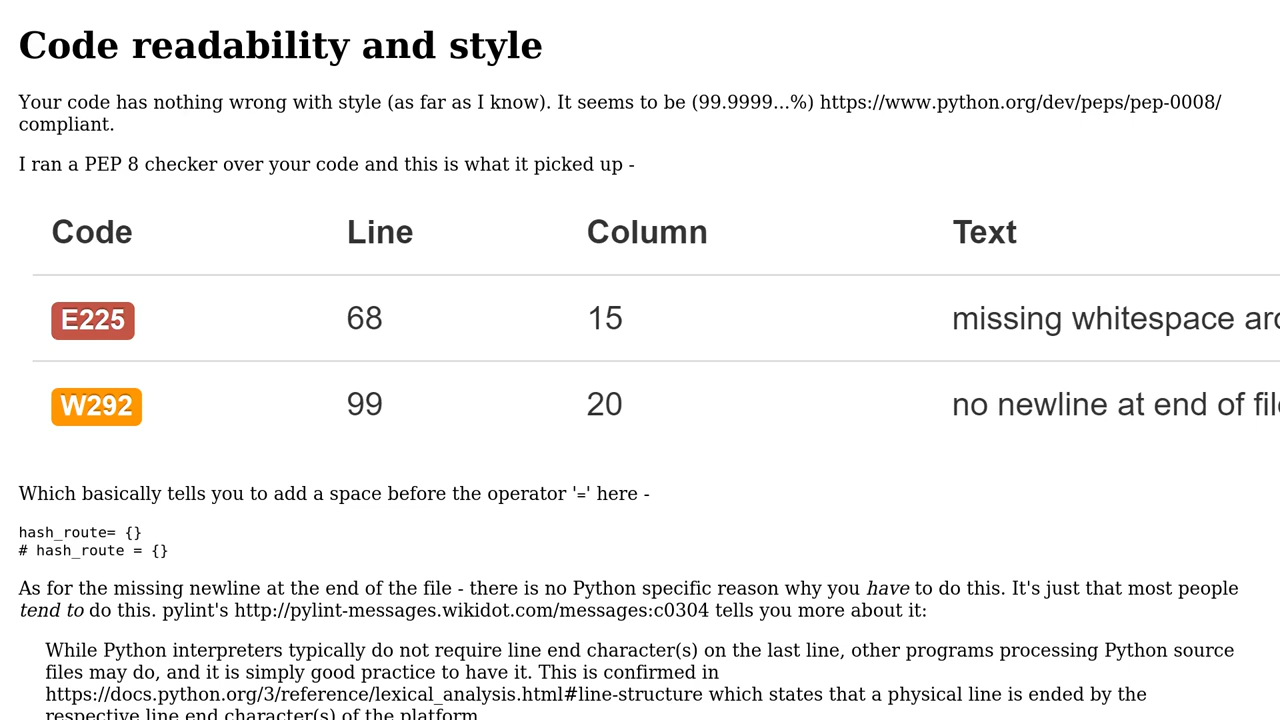 Code readability and style
Your code has nothing wrong with style (as far as I know). It seems to be (99.9999...%) https://www.python.org/dev/peps/pep-0008/
compliant.
I ran a PEP 8 checker over your code and this is what it picked up -
Code Line Column Text
E225 68 15 missing whitespace
W292 99 20 no newline at end of
Which basically tells you to add a space before the operator '=' here -
hash_route= {}
# hash_route = {}
As for the missing newline at the end of the file - there is no Python specific reason why you have to do this. It's just that most people
tend to do this. pylint's http://pylint-messages.wikidot.com/messages:c0304 tells you more about it:
While Python interpreters typically do not require line end character(s) on the last line, other programs processing Python source
files may do, and it is simply good practice to have it. This is confirmed in
https://docs.python.org/3/reference/lexical_analysis.html#line-structure which states that a physical line is ended by the
respective line end character(s) of the platform.